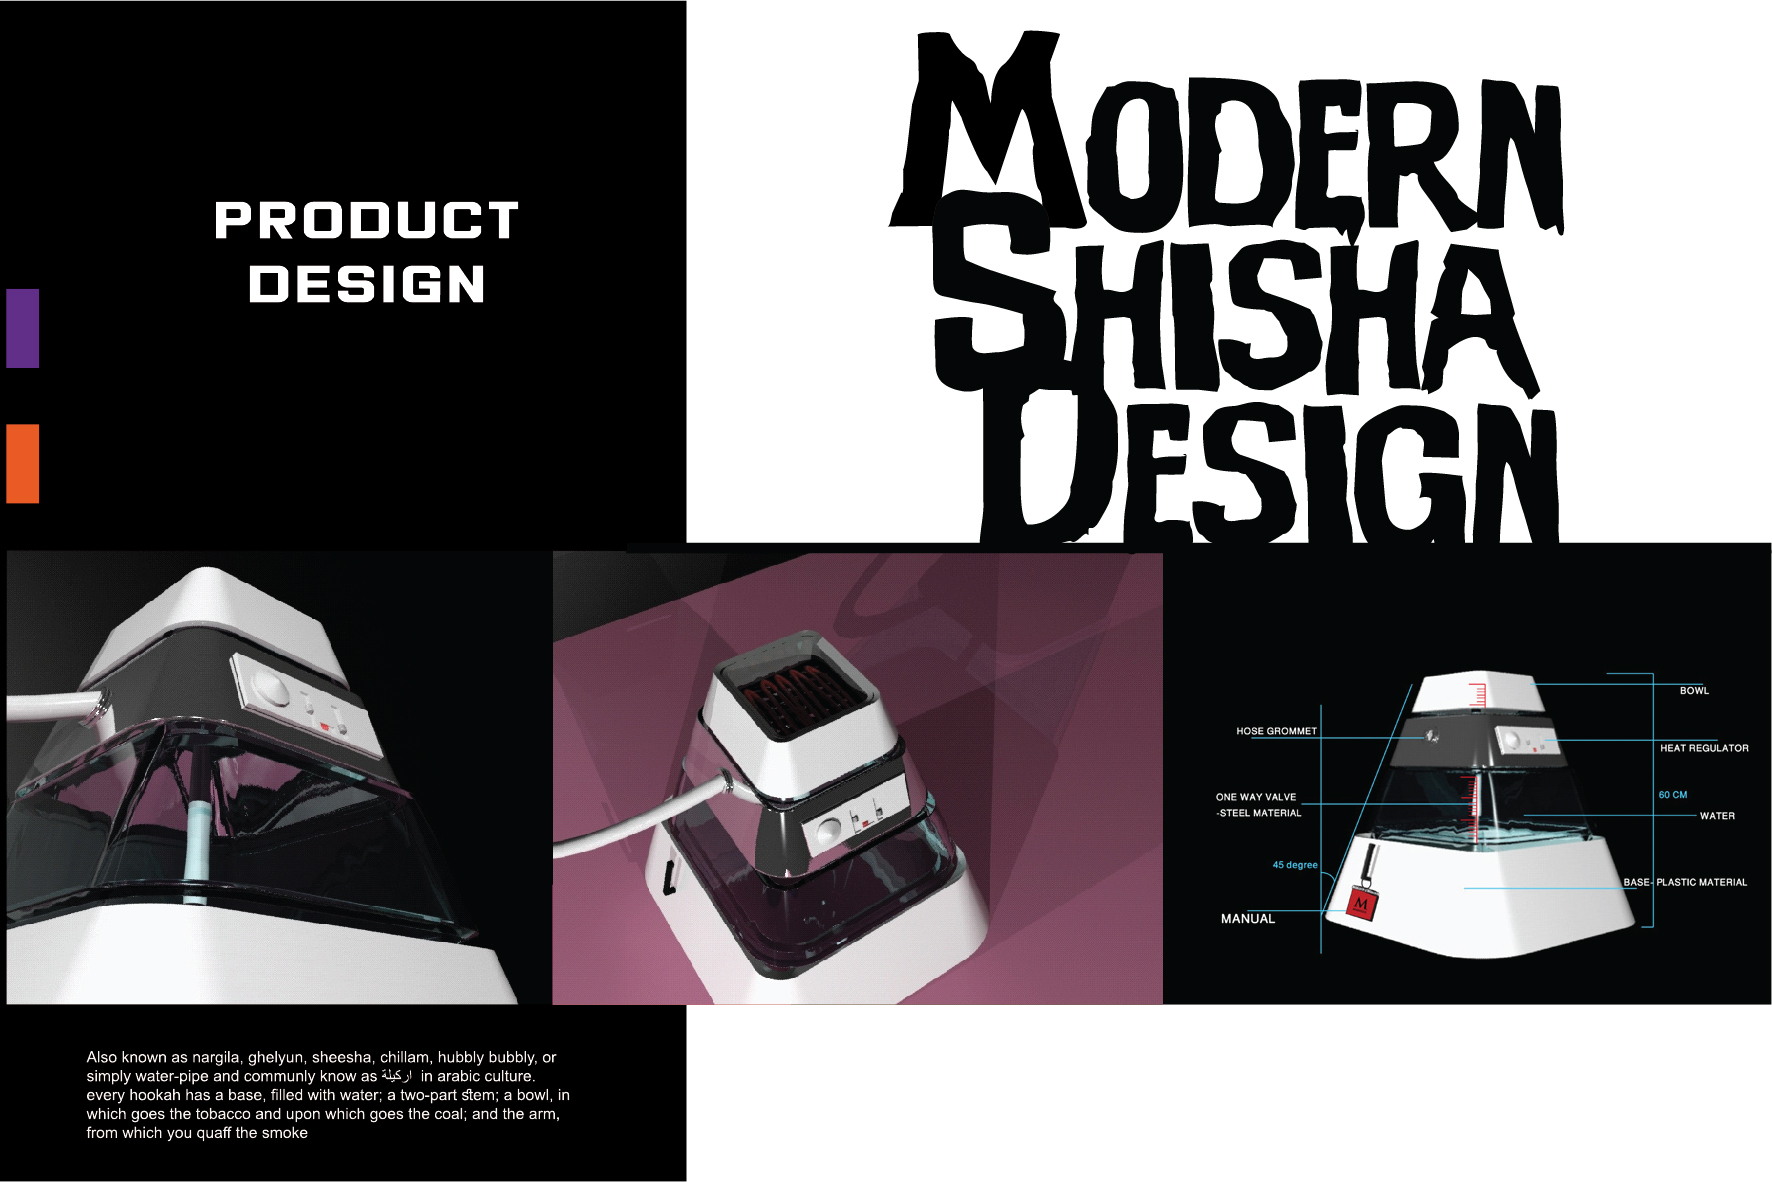 PRODUCT
DESIGN
MODERN
SHISHA
DESIGN
BOWL
HOSE GROMMET
HEAT REGULATOR
ONE WAY VALVE
-STEEL MATERIAL
60 CM
WATER
45 degree
BASE- PLASTIC MATERIAL
M
MANUAL
Also known as nargila, ghelyun, sheesha, chillam, hubbly bubbly, or
simply water-pipe and communly know as اركيلة in arabic culture.
every hookah has a base, filled with water; a two-part stem; a bowl, in
which goes the tobacco and upon which goes the coal; and the arm,
from which you quaff the smoke